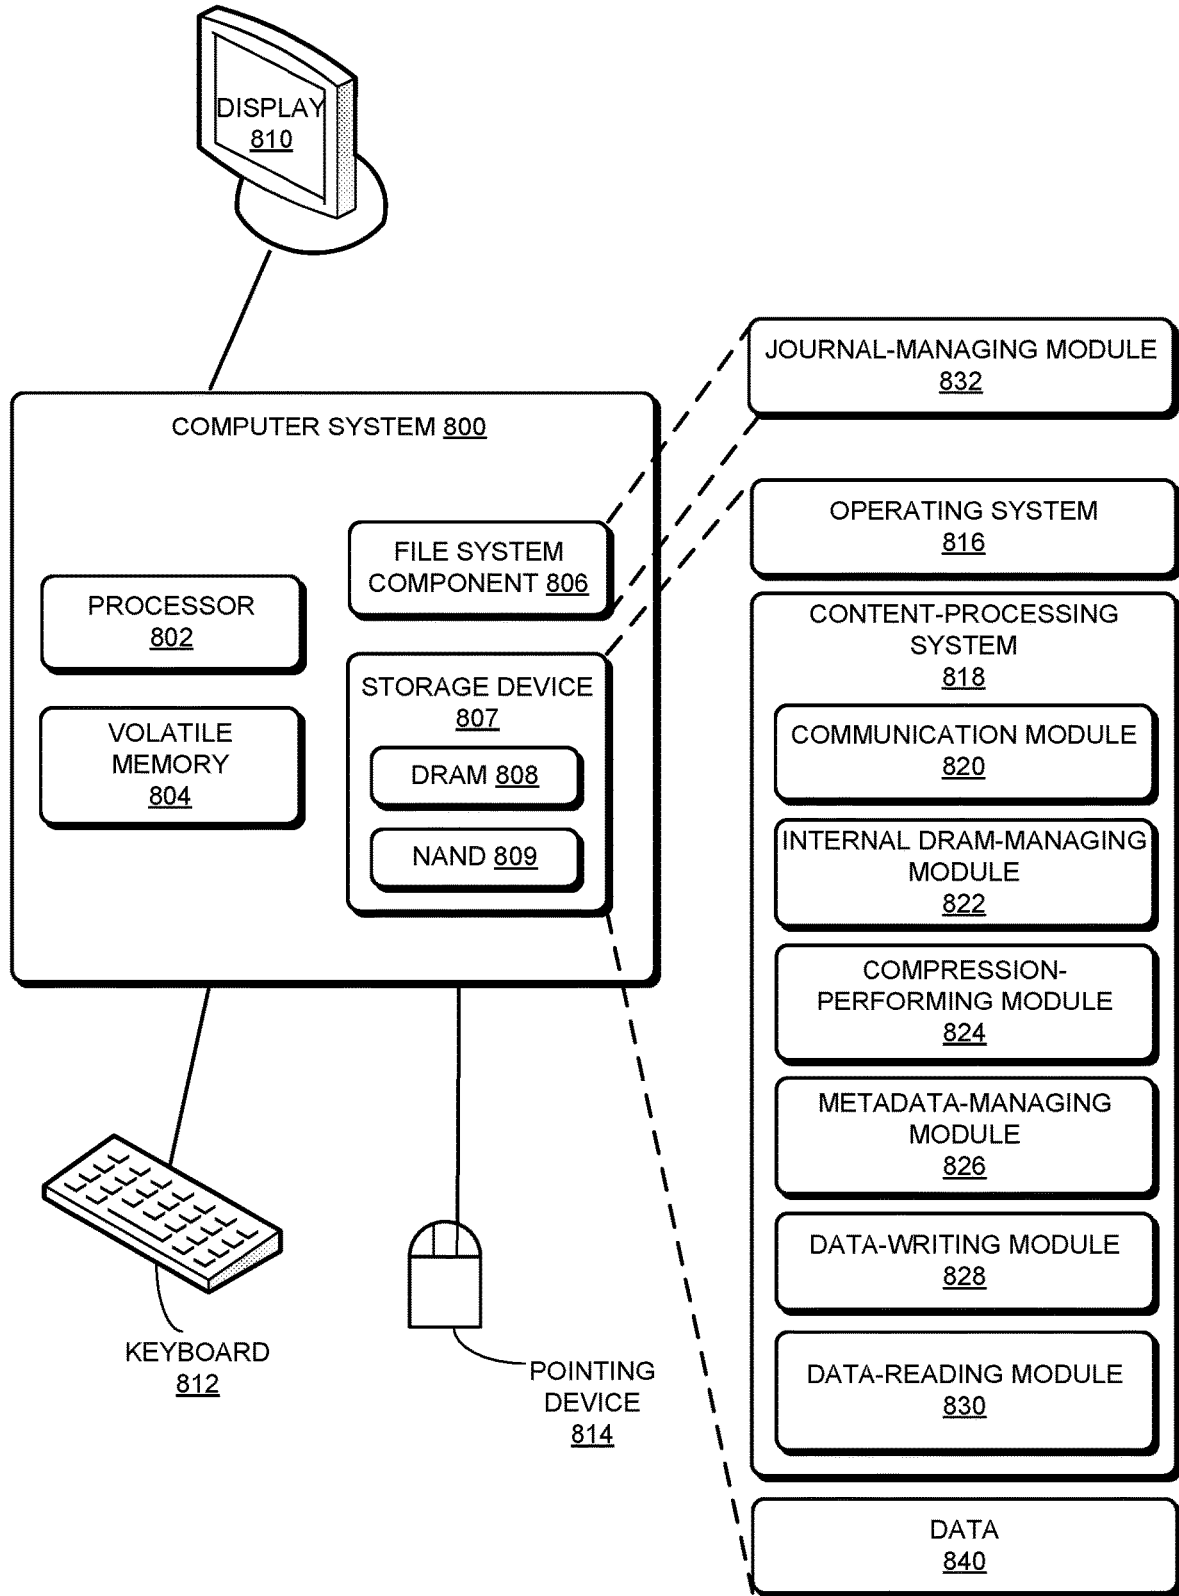 DISPLAY
810
COMPUTER SYSTEM 800
PROCESSOR
802
VOLATILE
MEMORY
804
FILE SYSTEM
COMPONENT 806
STORAGE DEVICE
807
DRAM 808
NAND 809
KEYBOARD
812
POINTING
DEVICE
814
JOURNAL-MANAGING MODULE
832
OPERATING SYSTEM
816
CONTENT-PROCESSING
SYSTEM
818
COMMUNICATION MODULE
820
INTERNAL DRAM-MANAGING
MODULE
822
COMPRESSION-
PERFORMING MODULE
824
METADATA-MANAGING
MODULE
826
DATA-WRITING MODULE
828
DATA-READING MODULE
830
DATA
840